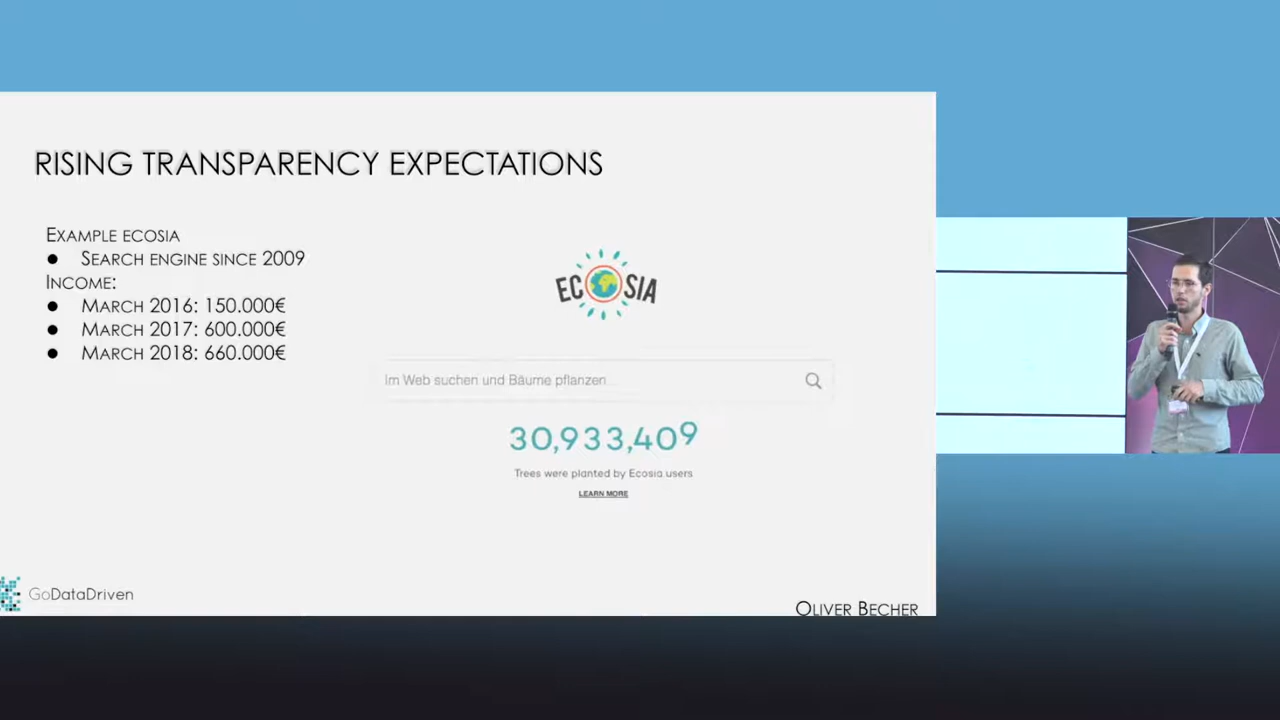 RISING TRANSPARENCY EXPECTATIONS
EXAMPLE ECOSIA
● SEARCH ENGINE SINCE 2009
INCOME:
● MARCH 2016: 150.000€
● MARCH 2017: 600.000€
● MARCH 2018: 660.000€
ECOSIA
Im Web suchen und Bäume pflanzen...
30,933,409
Trees were planted by Ecosia users
LEARN MORE
GoDataDriven
OLIVER BECHER